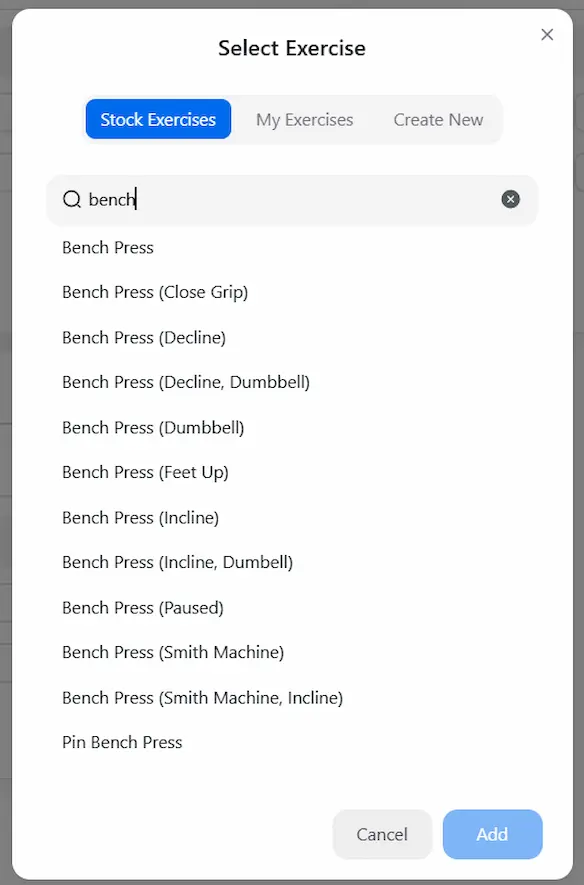 Select Exercise
Stock Exercises
My Exercises
Create New
bench
Bench Press
Bench Press (Close Grip)
Bench Press (Decline)
Bench Press (Decline, Dumbbell)
Bench Press (Dumbbell)
Bench Press (Feet Up)
Bench Press (Incline)
Bench Press (Incline, Dumbell)
Bench Press (Paused)
Bench Press (Smith Machine)
Bench Press (Smith Machine, Incline)
Pin Bench Press
Cancel
Add